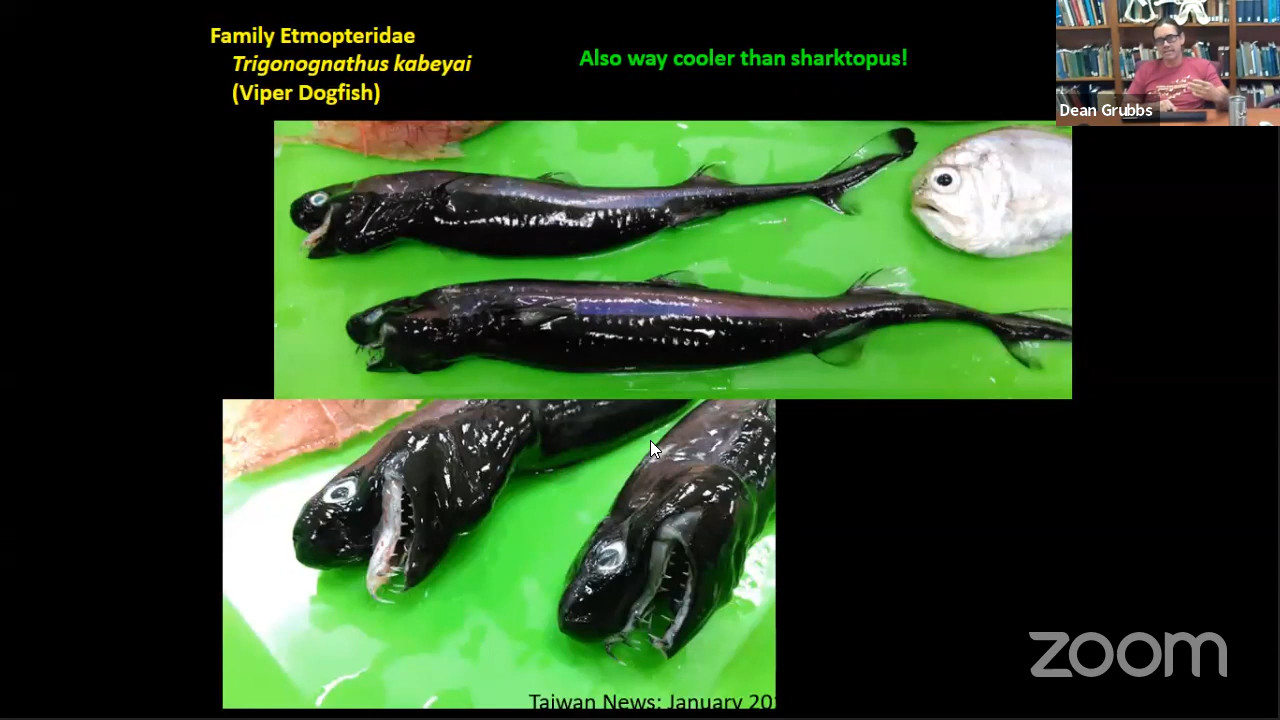 Family Etmopteridae
Trigonognathus kabeyai
(Viper Dogfish)
Also way cooler than sharktopus!
Dean Grubbs
Taiwan News: January
zoom